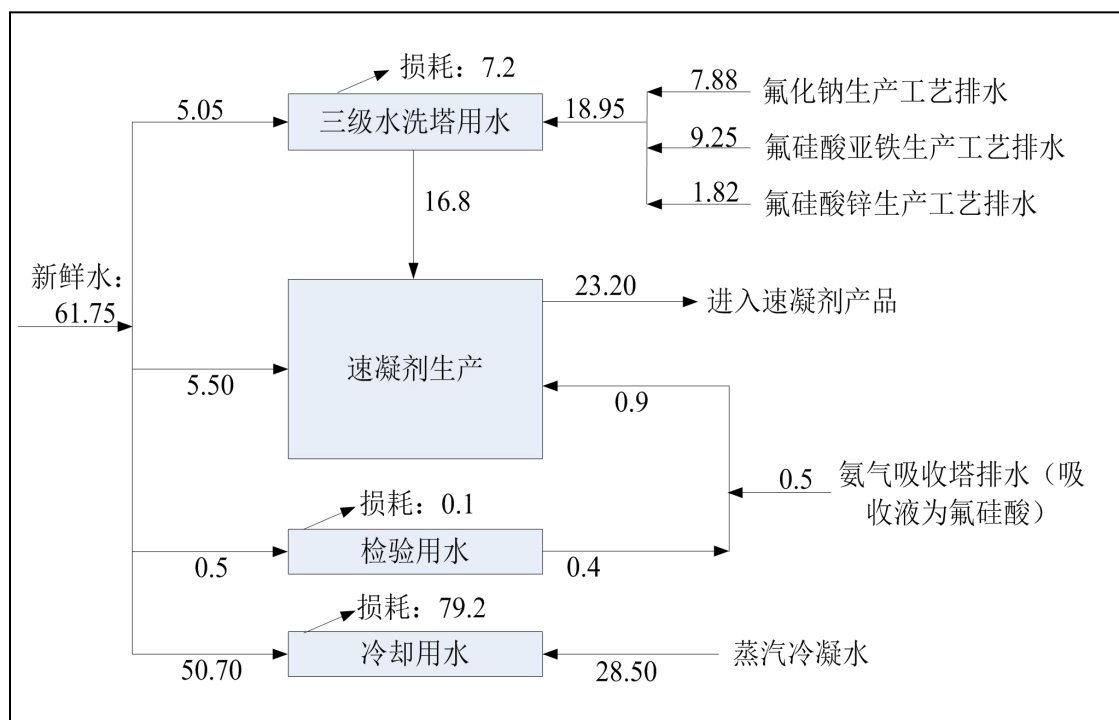 损耗：7.2
5.05
三级水洗塔用水
18.95
7.88
氟化钠生产工艺排水
9.25
氟硅酸亚铁生产工艺排水
1.82
氟硅酸锌生产工艺排水
16.8
新鲜水：
61.75
23.20
进入速凝剂产品
速凝剂生产
5.50
0.9
0.5
氨气吸收塔排水（吸
收液为氟硅酸）
损耗：0.1
检验用水
0.5
0.4
损耗：79.2
冷却用水
50.70
28.50
蒸汽冷凝水